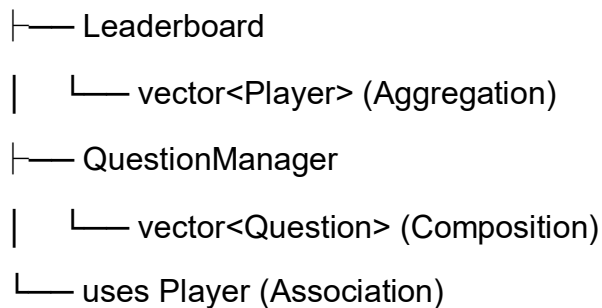 ├── Leaderboard
│ └── vector<Player> (Aggregation)
├── QuestionManager
│ └── vector<Question> (Composition)
└── uses Player (Association)